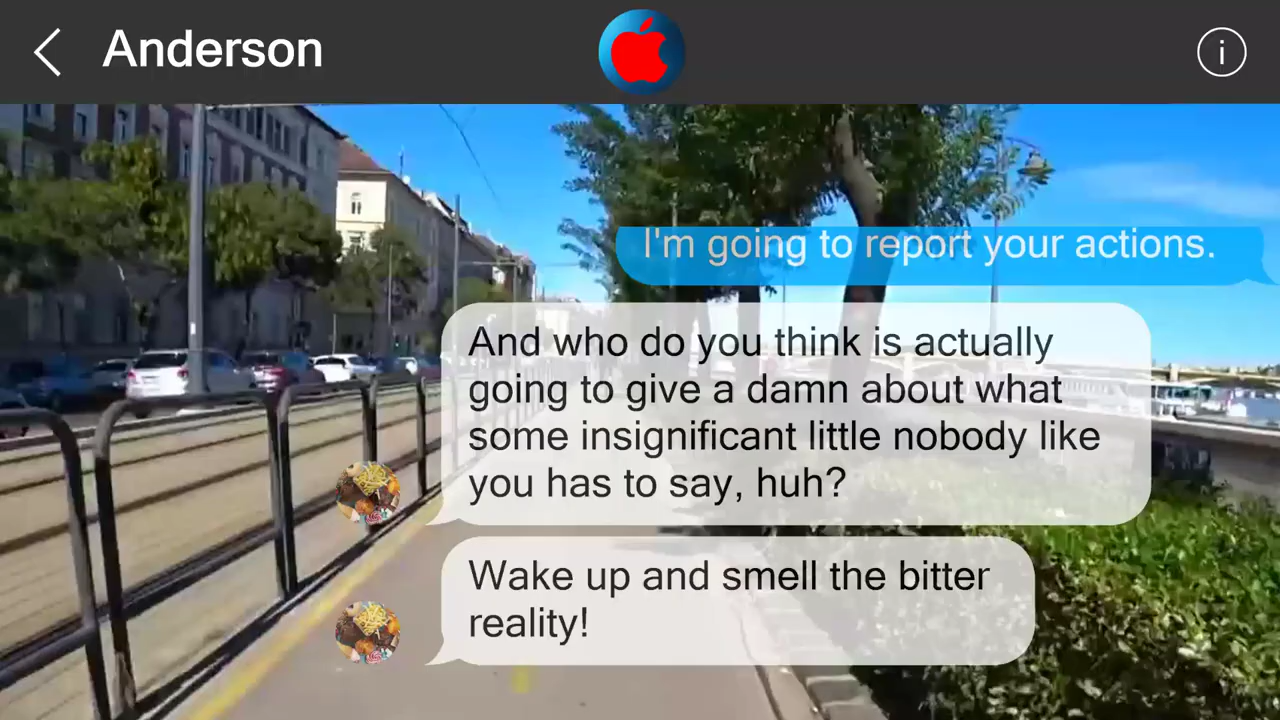 Anderson
i
I'm going to report your actions.
And who do you think is actually
going to give a damn about what
some insignificant little nobody like
you has to say, huh?
Wake up and smell the bitter
reality!